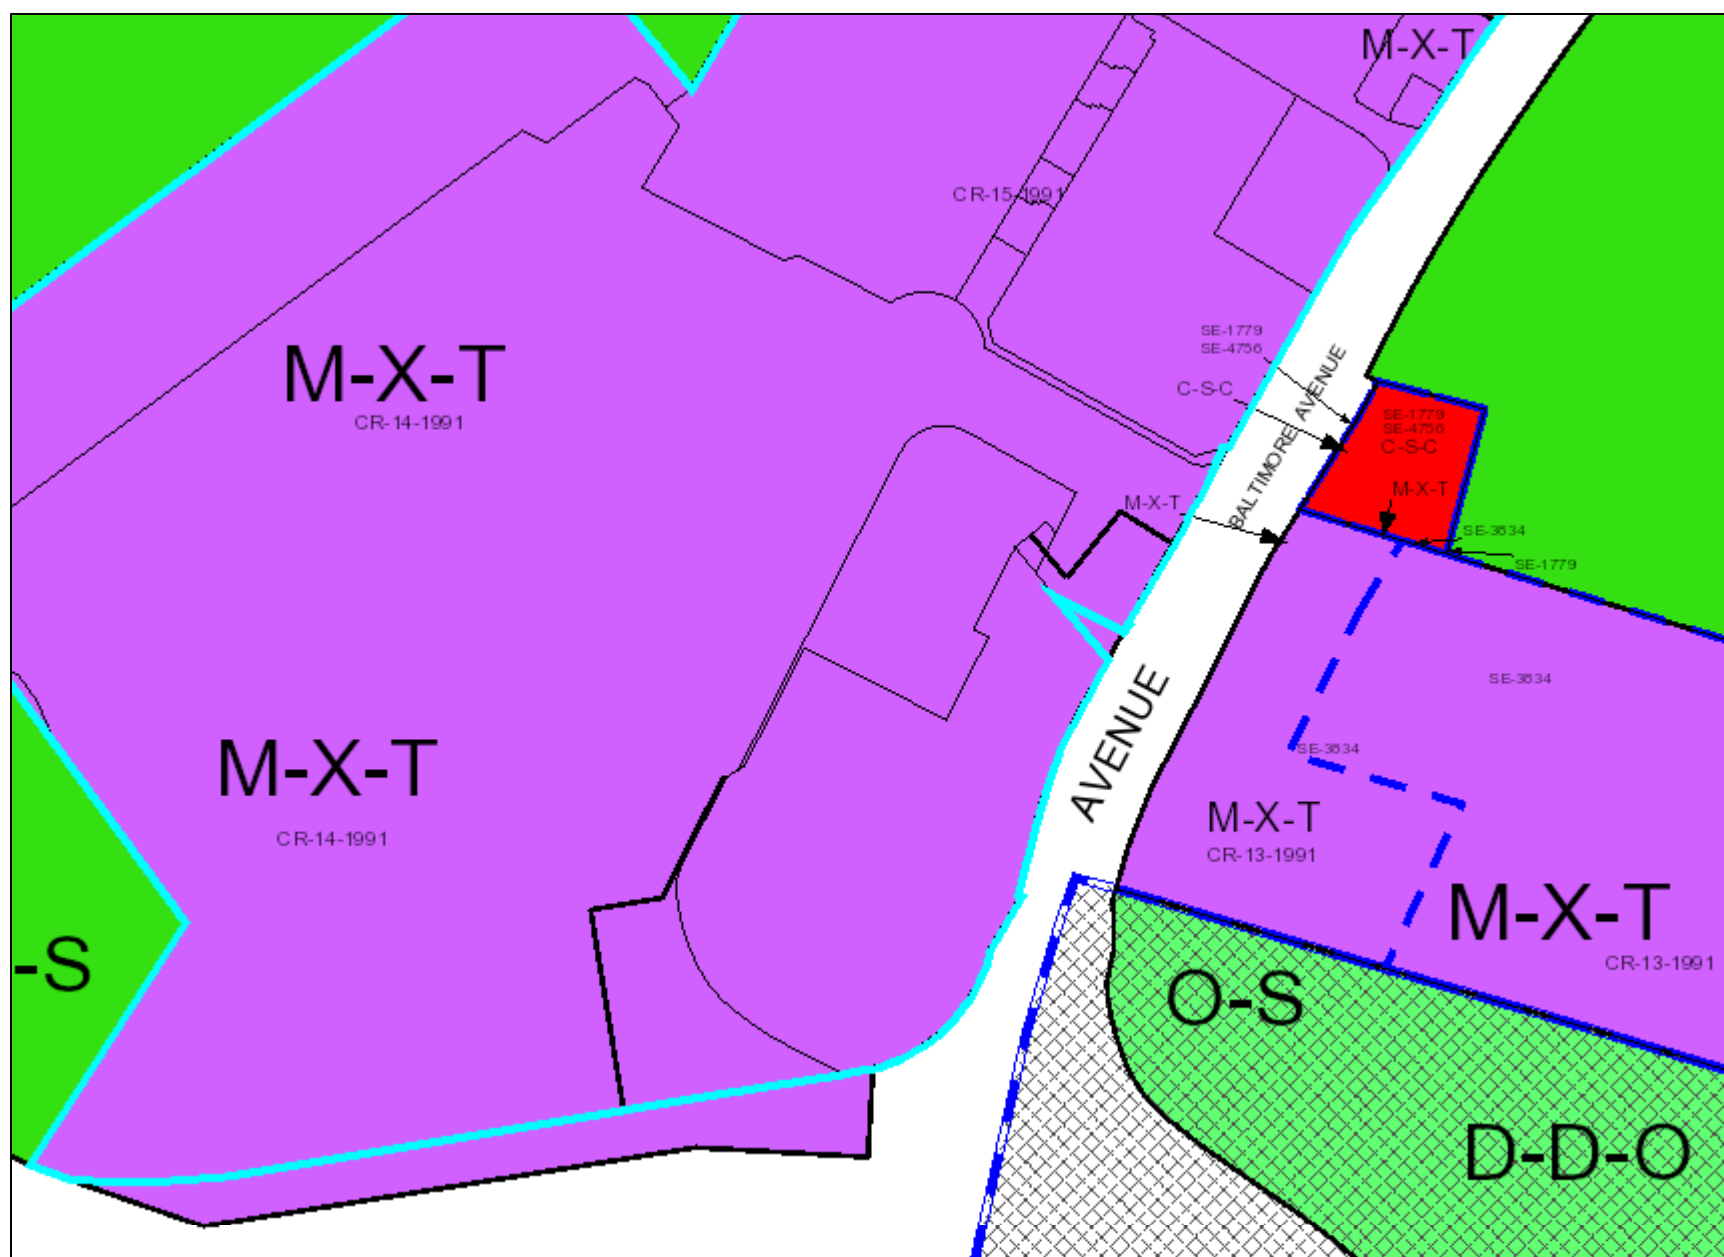 M-X-T
CR-15-1991
SE-1779
SE-4756
C-S-C
BALTIMORE AVENUE
M-X-T
CR-14-1991
SE-1779
SE-4756
C-S-C
M-X-T
M-X-T
SE-3634
SE-1779
SE-3634
AVENUE
SE-3634
M-X-T
CR-14-1991
M-X-T
CR-13-1991
M-X-T
CR-13-1991
-S
O-S
D-D-O